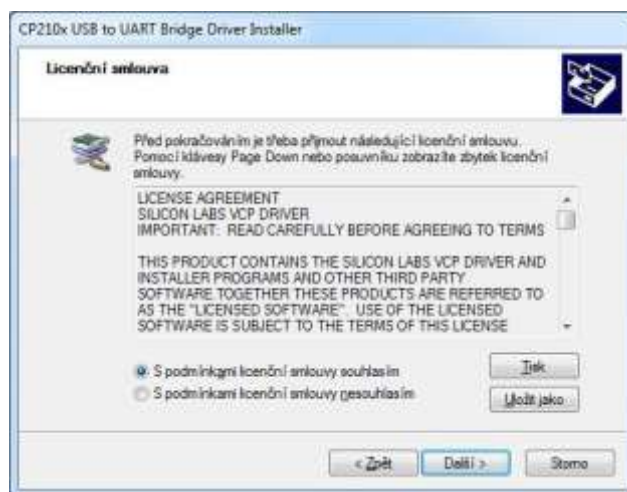 CP210x USB to UART Bridge Driver Installer
Licenční smlouva
Před pokračováním je třeba přijmout následující licenční smlouvu.
Pomocí klávesy Page Down nebo posuvníku zobrazíte zbytek licenční
smlouvy.
LICENSE AGREEMENT
SILICON LABS VCP DRIVER
IMPORTANT: READ CAREFULLY BEFORE AGREEING TO TERMS
THIS PRODUCT CONTAINS THE SILICON LABS VCP DRIVER AND
INSTALLER PROGRAMS AND OTHER THIRD PARTY
SOFTWARE TOGETHER THESE PRODUCTS ARE REFERRED TO
AS THE "LICENSED SOFTWARE". USE OF THE LICENSED
SOFTWARE IS SUBJECT TO THE TERMS OF THIS LICENSE
S podmínkami licenční smlouvy souhlasím
Tisk
S podmínkami licenční smlouvy nesouhlasím
Uložit jako
< Zpět
Další >
Storno